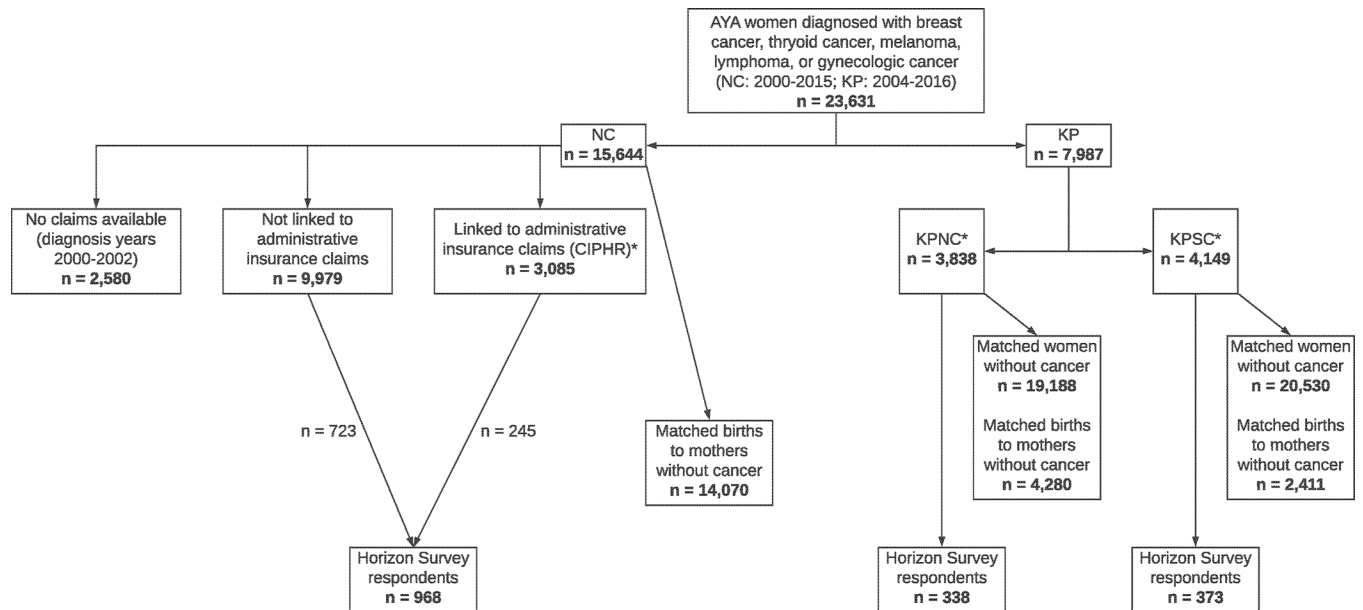 AYA women diagnosed with breast
cancer, thryoid cancer, melanoma,
lymphoma, or gynecologic cancer
(NC: 2000-2015; KP: 2004-2016)
n = 23,631
NC
n = 15,644
KP
n = 7,987
No claims available
(diagnosis years
2000-2002)
n = 2,580
Not linked to
administrative
insurance claims
n = 9,979
Linked to administrative
insurance claims (CIPHR)*
n = 3,085
KPNC*
n = 3,838
KPSC*
n = 4,149
Matched women
without cancer
n = 19,188
Matched births
to mothers
without cancer
n = 4,280
Matched women
without cancer
n = 20,530
Matched births
to mothers
without cancer
n = 2,411
n = 723
n = 245
Matched births
to mothers
without cancer
n = 14,070
Horizon Survey
respondents
n = 968
Horizon Survey
respondents
n = 338
Horizon Survey
respondents
n = 373